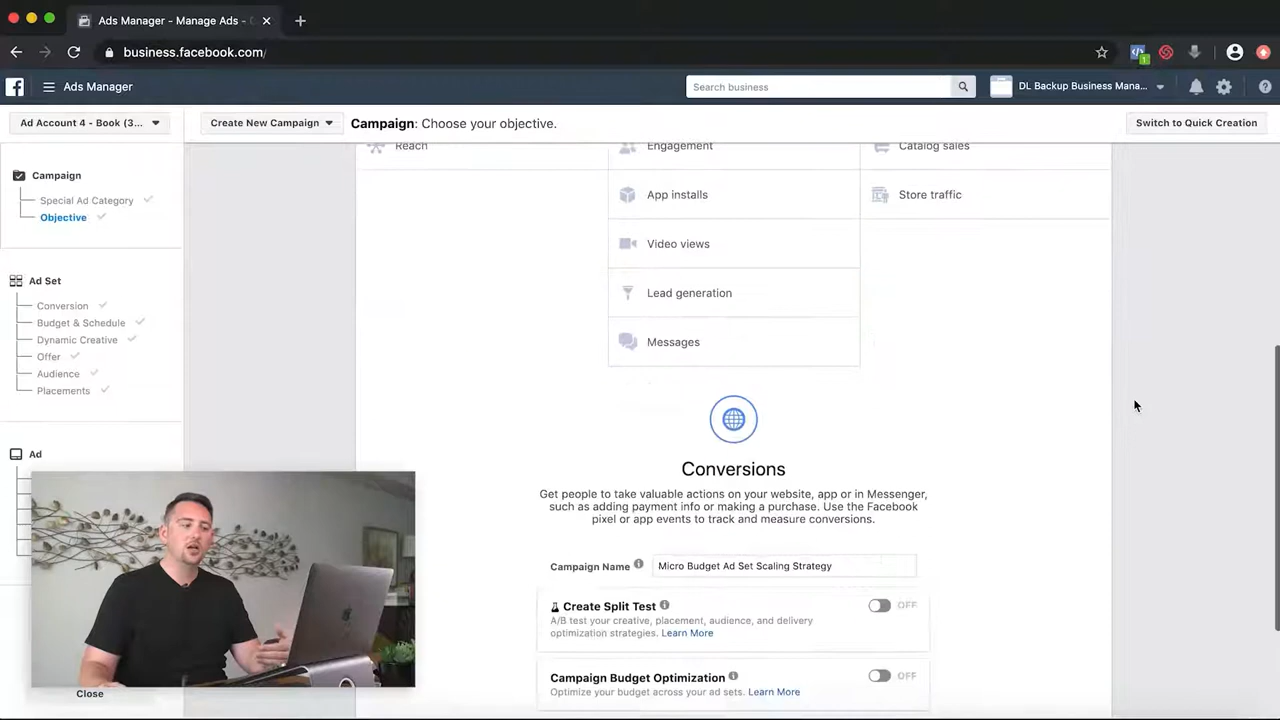 Ads Manager - Manage Ads -
business.facebook.com/
1
Ads Manager
Search business
DL Backup Business Mana...
Ad Account 4 - Book (3...
Create New Campaign
Campaign: Choose your objective.
Switch to Quick Creation
Reach
Engagement
Catalog sales
Campaign
Special Ad Category
Objective
App installs
Store traffic
Video views
Ad Set
Lead generation
Conversion
Budget & Schedule
Dynamic Creative
Messages
Offer
Audience
Placements
Ad
Conversions
Get people to take valuable actions on your website, app or in Messenger,
such as adding payment info or making a purchase. Use the Facebook
pixel or app events to track and measure conversions.
Campaign Name
Micro Budget Ad Set Scaling Strategy
Create Split Test
OFF
A/B test your creative, placement, audience, and delivery
optimization strategies. Learn More
Campaign Budget Optimization
OFF
Optimize your budget across your ad sets. Learn More
Close